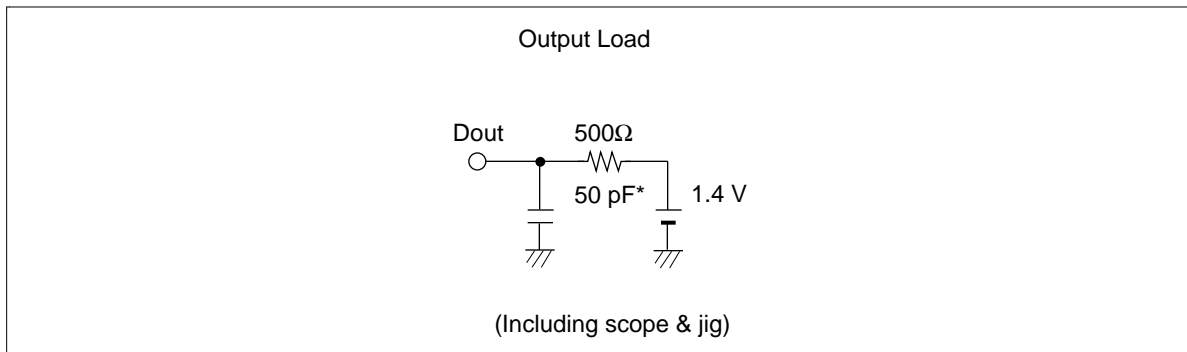 Output Load
Dout
500Ω
50 pF*
1.4 V
(Including scope & jig)